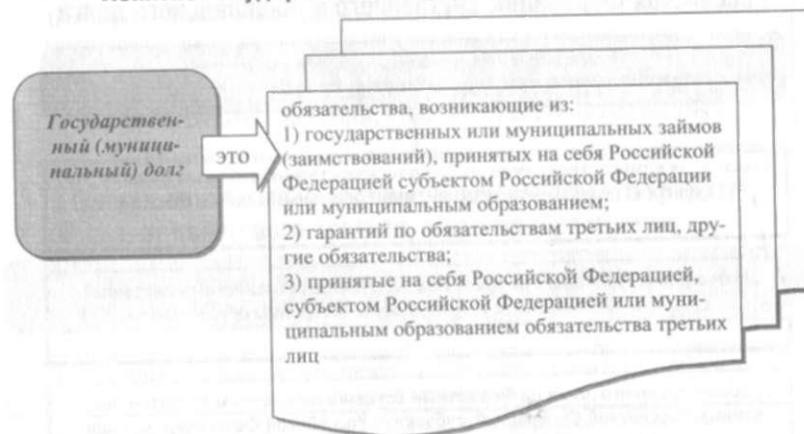 Государствен-
ный (муници-
пальный) долг
это
обязательства, возникающие из:
1) государственных или муниципальных займов
(заимствований), принятых на себя Российской
Федерацией субъектом Российской Федерации
или муниципальным образованием;
2) гарантий по обязательствам третьих лиц, дру-
гие обязательства;
3) принятые на себя Российской Федерацией,
субъектом Российской Федерацией или муни-
ципальным образованием обязательства третьих
лиц